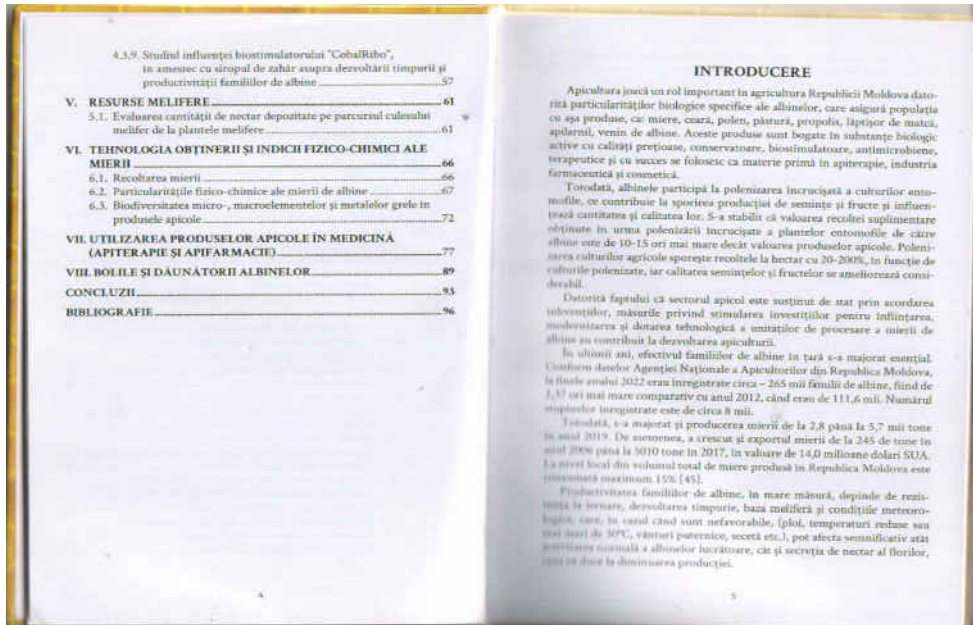 4.3.9. Studiul influenței biostimulatorului "CobalRibo",
în amestec cu siropul de zahăr asupra dezvoltării timpurii și
productivității familiilor de albine 57
V. RESURSE MELIFERE 61
5.1. Evaluarea cantității de nectar depozitate pe parcursul culesului
melifer de la plantele melifere 61
VI. TEHNOLOGIA OBȚINERII ȘI INDICII FIZICO-CHIMICI ALE
MIERII 66
6.1. Recoltarea mierii 66
6.2. Particularitățile fizico-chimice ale mierii de albine 67
6.3. Biodiversitatea micro-, macroelementelor și metalelor grele în
produsele apicole 72
VII. UTILIZAREA PRODUSELOR APICOLE ÎN MEDICINĂ
(APITERAPIE ȘI APIFARMACIE) 77
VIII. BOLILE ȘI DĂUNĂTORII ALBINELOR 89
CONCLUZII 93
BIBLIOGRAFIE 96
4
INTRODUCERE
Apicultura joacă un rol important în agricultura Republicii Moldova dato-
rită particularităților biologice specifice ale albinelor, care asigură populația
cu așa produse, ca: miere, ceară, polen, păstură, propolis, lăptișor de matcă,
apilarnil, venin de albine. Aceste produse sunt bogate în substanțe biologic
active cu calități prețioase, conservatoare, biostimulatoare, antimicrobiene,
terapeutice și cu succes se folosesc ca materie primă în apiterapie, industria
farmaceutică și cosmetică.
Totodată, albinele participă la polenizarea încrucișată a culturilor ento-
mofile, ce contribuie la sporirea producției de semințe și fructe și influen-
țează cantitatea și calitatea lor. S-a stabilit că valoarea recoltei suplimentare
obținute în urma polenizării încrucișate a plantelor entomofile de către
albine este de 10-15 ori mai mare decât valoarea produselor apicole. Poleni-
zarea culturilor agricole sporește recoltele la hectar cu 20-200%, în funcție de
culturile polenizate, iar calitatea semințelor și fructelor se ameliorează consi-
derabil.
Datorită faptului că sectorul apicol este susținut de stat prin acordarea
subvențiilor, măsurile privind stimularea investițiilor pentru înființarea,
modernizarea și dotarea tehnologică a unităților de procesare a mierii de
albine au contribuit la dezvoltarea apiculturii.
În ultimii ani, efectivul familiilor de albine în țară s-a majorat esențial.
Conform datelor Agenției Naționale a Apicultorilor din Republica Moldova,
la finele anului 2022 erau înregistrate circa – 265 mii familii de albine, fiind de
2,37 ori mai mare comparativ cu anul 2012, când erau de 111,6 mii. Numărul
stupinelor înregistrate este de circa 8 mii.
Totodată, s-a majorat și producerea mierii de la 2,8 până la 5,7 mii tone
în anul 2019. De asemenea, a crescut și exportul mierii de la 245 de tone în
anul 2006 până la 5010 tone în 2017, în valoare de 14,0 milioane dolari SUA.
La nivel local din volumul total de miere produsă în Republica Moldova este
consumată maximum 15% [45].
Productivitatea familiilor de albine, în mare măsură, depinde de rezis-
tența la iernare, dezvoltarea timpurie, baza meliferă și condițiile meteoro-
logice, care, în cazul când sunt nefavorabile, (ploi, temperaturi reduse sau
mai mari de 30°C, vânturi puternice, secetă etc.), pot afecta semnificativ atât
activitatea normală a albinelor lucrătoare, cât și secreția de nectar al florilor,
ce duce la diminuarea producției.
5